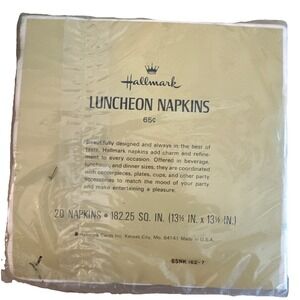 Hallmark
LUNCHEON NAPKINS
65¢
Beautifully designed and always in the best of
taste, Hallmark napkins add charm and refine-
ment to every occasion. Offered in beverage,
luncheon, and dinner sizes, they are coordinated
with centerpieces, plates, cups, and other party
accessories to match the mood of your party
and make entertaining a pleasure.
20 NAPKINS • 182.25 SQ. IN. (13½ IN. x 13½ IN.)
© Hallmark Cards Inc. Kansas City, Mo. 64141 Made in U.S.A.
65NK 162-7